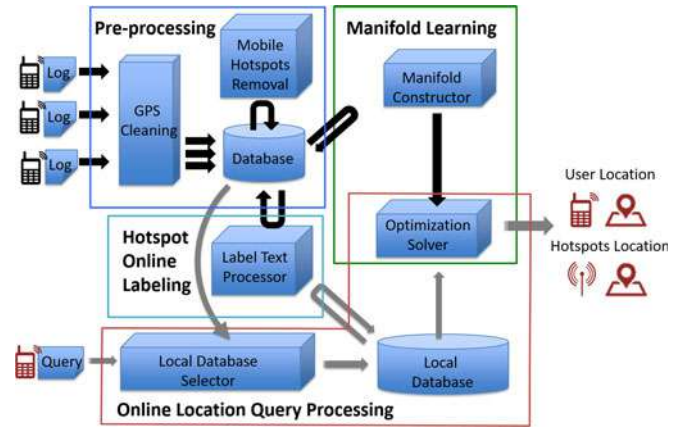 Pre-processing
Manifold Learning
Log
Log
Log
GPS
Cleaning
Mobile
Hotspots
Removal
Database
Manifold
Constructor
User Location
Optimization
Solver
Hotspots Location
Hotspot
Online
Labeling
Label Text
Processor
Query
Local Database
Selector
Local
Database
Online Location Query Processing